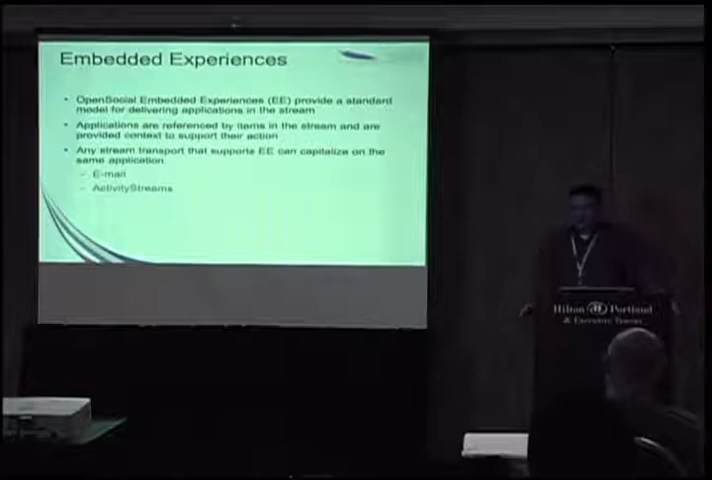 Embedded Experiences
• OpenSocial Embedded Experiences (EE) provide a standard
model for delivering applications in the stream
• Applications are referenced by items in the stream and are
provided context to support their action
• Any stream transport that supports EE can capitalize on the
same application
– E-mail
– ActivityStreams
Hilton Portland
& Executive Tower